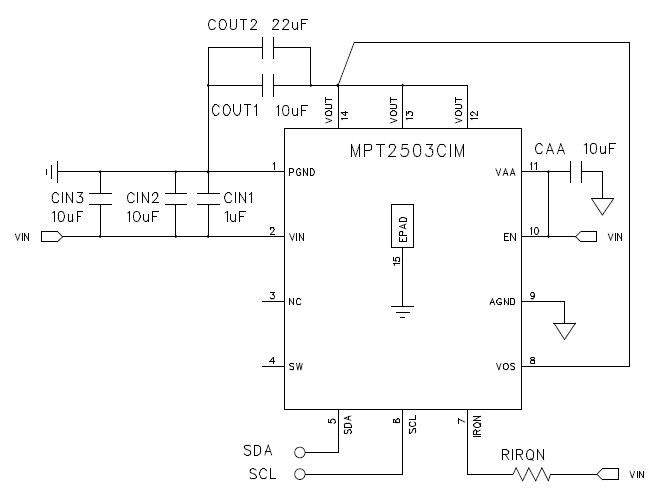 COUT2 22uF
COUT1 10uF
VOUT 14
VOUT 13
VOUT 12
MPT2503CIM
1 PGND
VAA 11
CAA 10uF
CIN3 10uF
CIN2 10uF
CIN1 1uF
VIN
2 VIN
EPAD
15
EN 10
VIN
3 NC
AGND 9
4 SW
VOS 8
5 SDA
6 SCL
7 IRQN
SDA
SCL
RIRQN
VIN